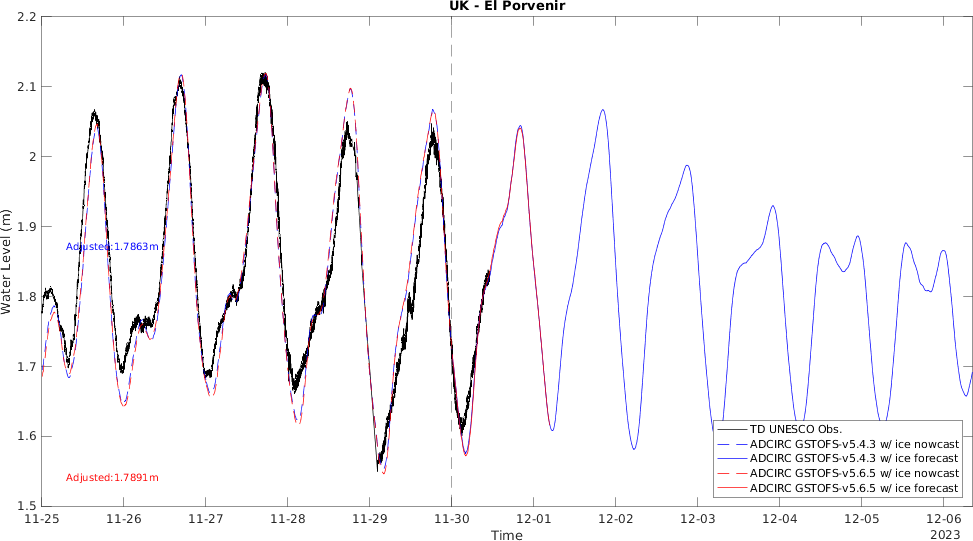 UK - El Porvenir
2.2
2.1
2
1.9
1.8
1.7
1.6
1.5
Water Level (m)
Adjusted:1.7863m
Adjusted:1.7891m
TD UNESCO Obs.
ADCIRC GSTOFS-v5.4.3 w/ ice nowcast
ADCIRC GSTOFS-v5.4.3 w/ ice forecast
ADCIRC GSTOFS-v5.6.5 w/ ice nowcast
ADCIRC GSTOFS-v5.6.5 w/ ice forecast
11-25 11-26 11-27 11-28 11-29 11-30 12-01 12-02 12-03 12-04 12-05 12-06
2023
Time